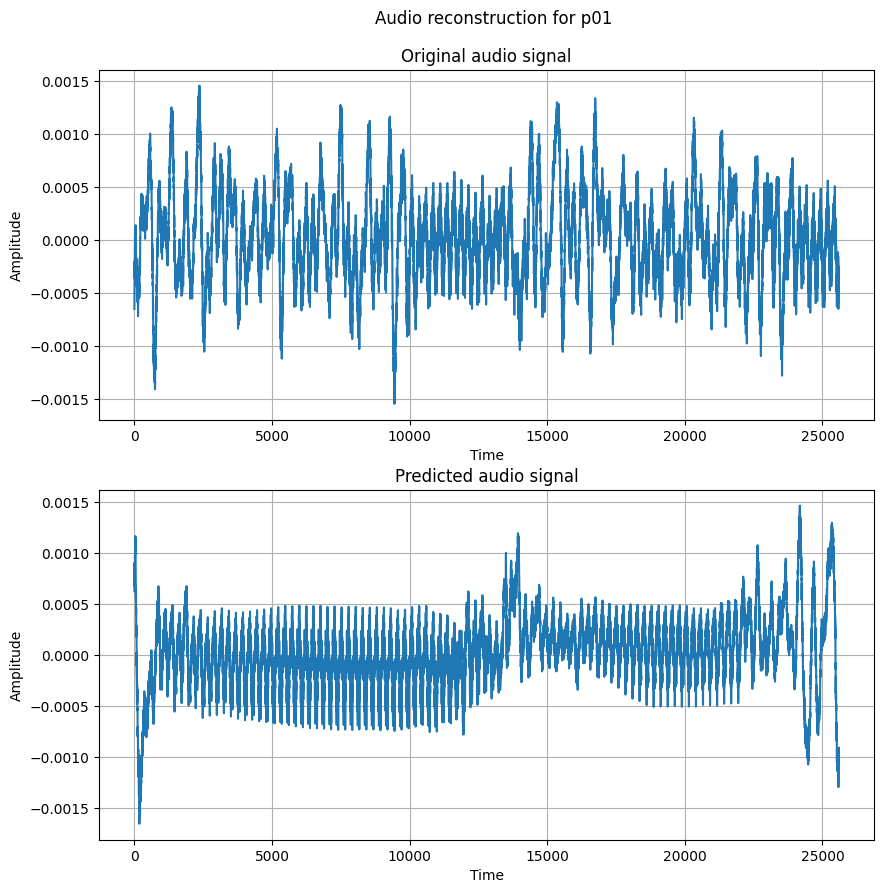 Audio reconstruction for p01
Original audio signal
0.0015
0.0010
0.0005
0.0000
−0.0005
−0.0010
−0.0015
Amplitude
0 5000 10000 15000 20000 25000
Time
Predicted audio signal
0.0015
0.0010
0.0005
0.0000
−0.0005
−0.0010
−0.0015
Amplitude
0 5000 10000 15000 20000 25000
Time